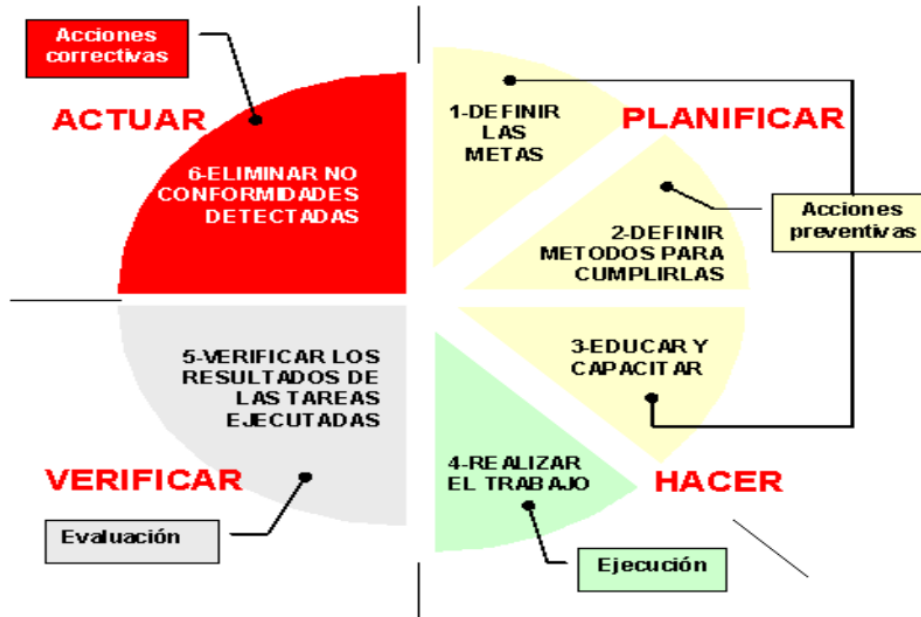 Acciones
correctivas
ACTUAR
6-ELIMINAR NO
CONFORMIDADES
DETECTADAS
1-DEFINIR
LAS
METAS
PLANIFICAR
2-DEFINIR
METODOS PARA
CUMPLIRLAS
Acciones
preventivas
3-EDUCAR Y
CAPACITAR
4-REALIZAR
EL TRABAJO
HACER
Ejecución
5-VERIFICAR LOS
RESULTADOS DE
LAS TAREAS
EJECUTADAS
VERIFICAR
Evaluación